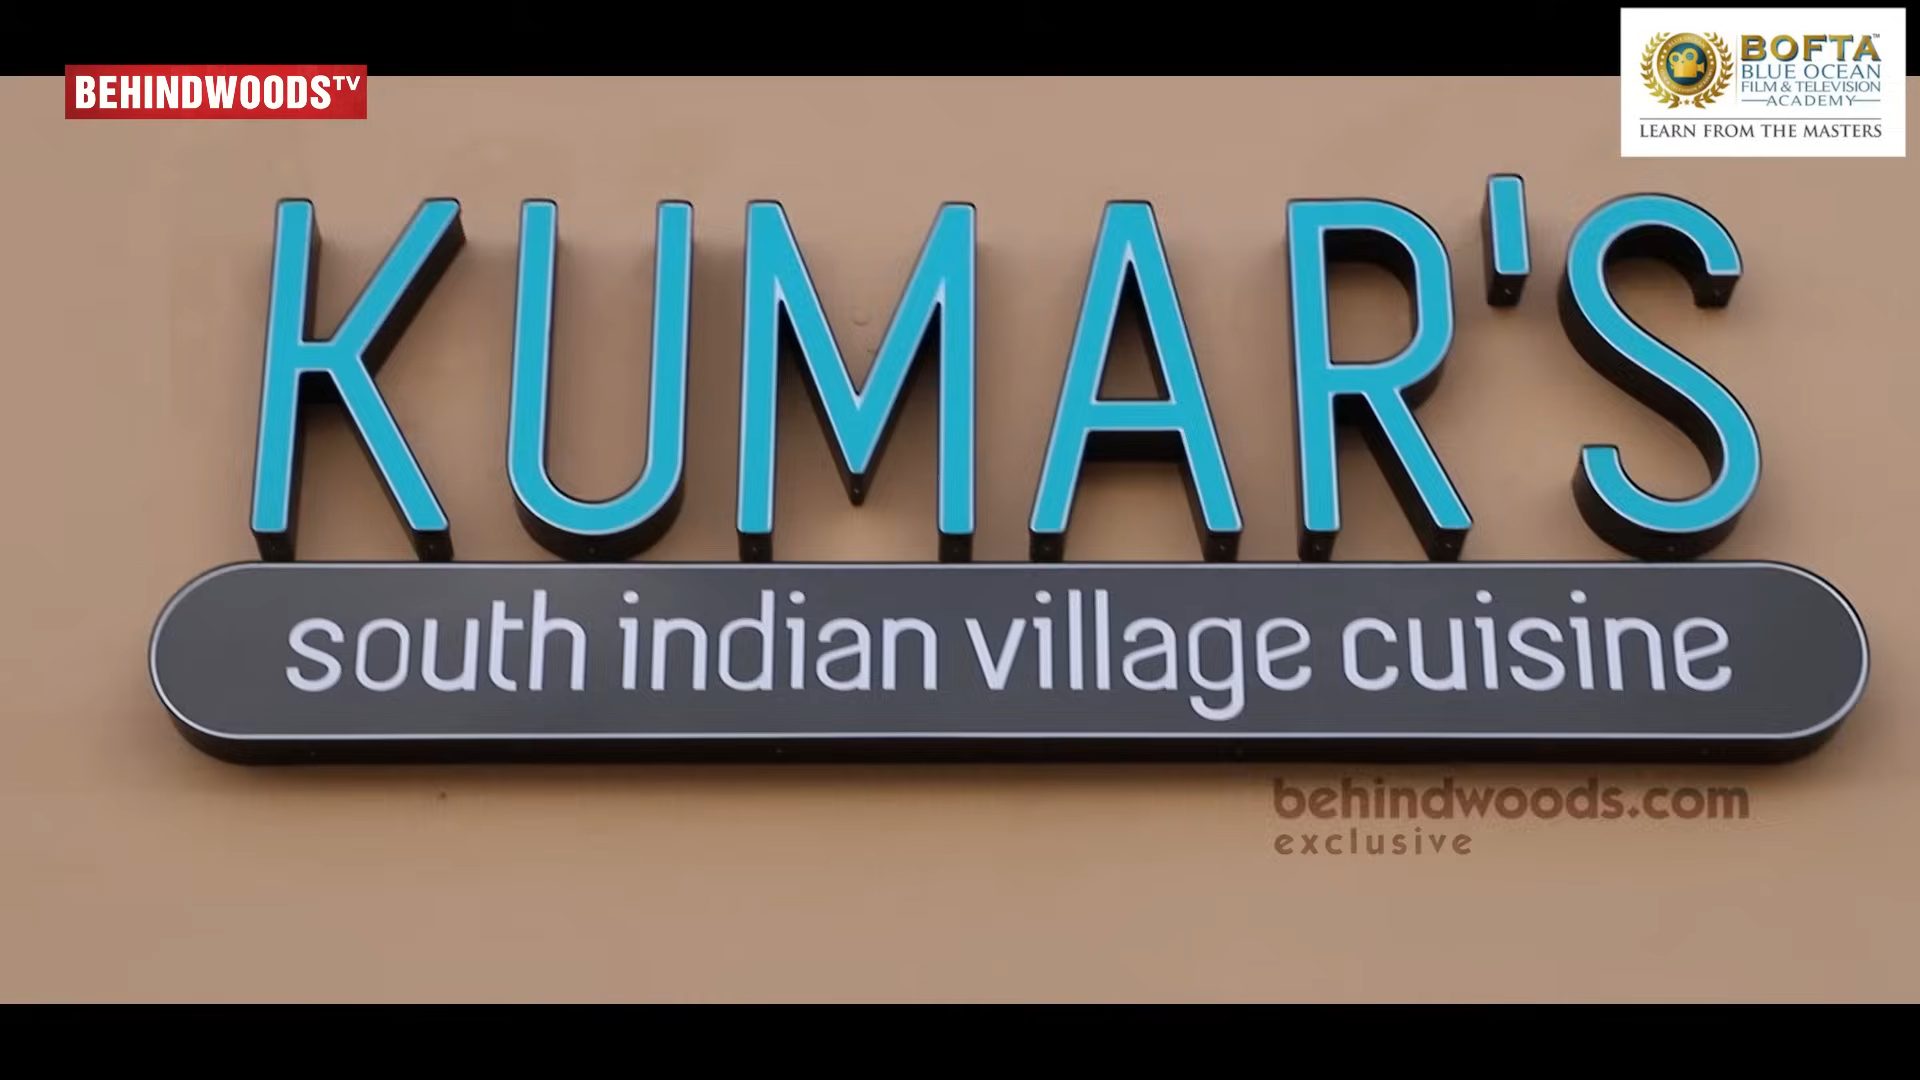 BEHINDWOODS TV
BOFTA™
BLUE OCEAN
FILM & TELEVISION
ACADEMY
LEARN FROM THE MASTERS
KUMAR'S
south indian village cuisine
behindwoods.com
exclusive